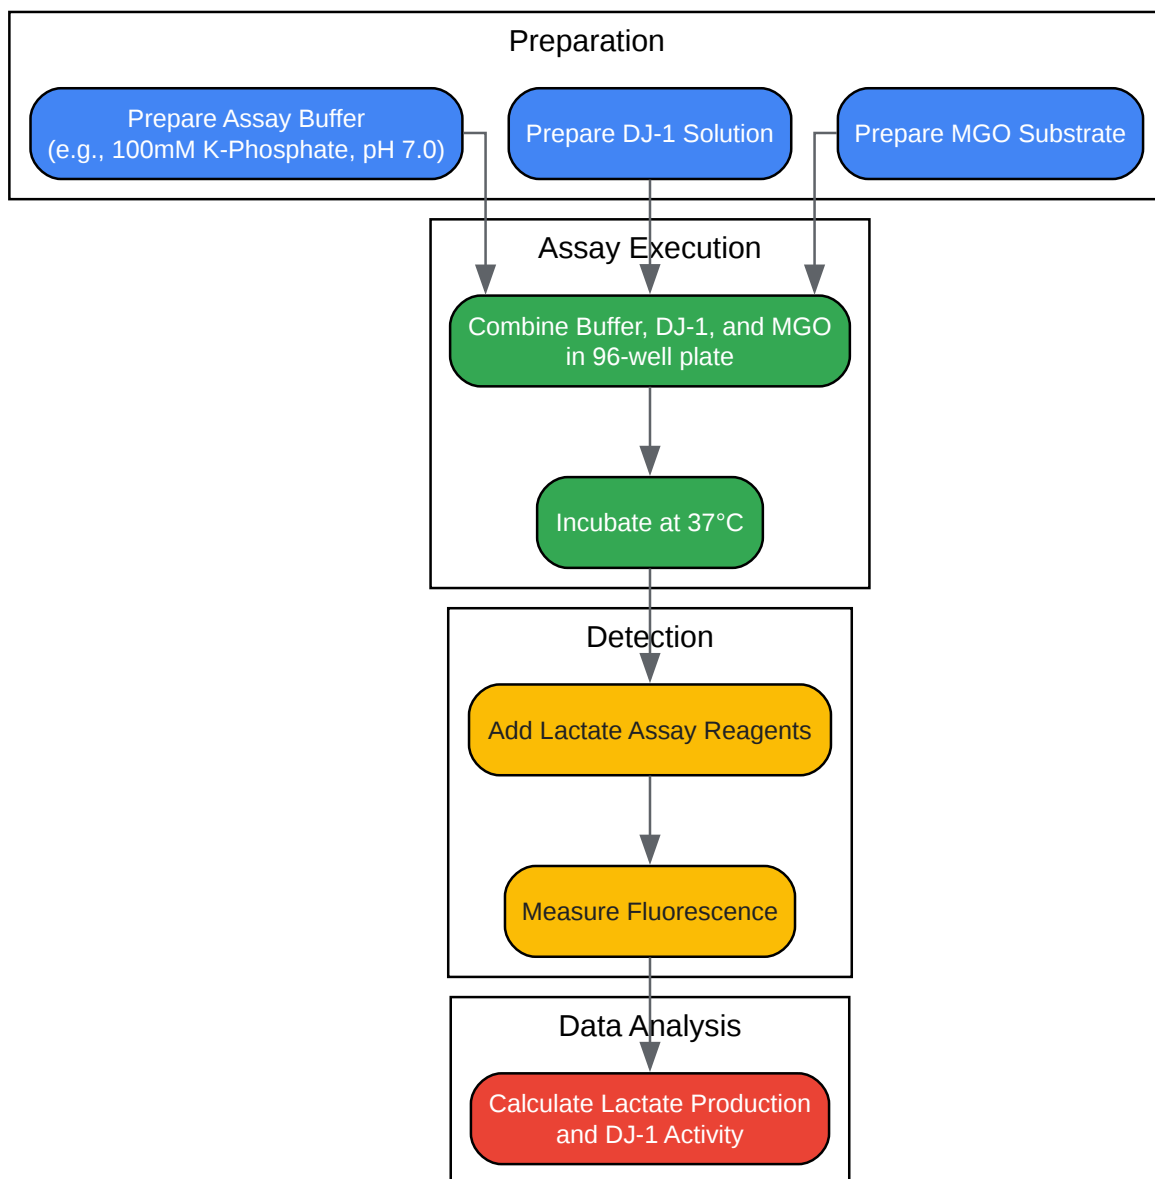 Preparation
Prepare Assay Buffer
(e.g., 100mM K-Phosphate, pH 7.0)
Prepare DJ-1 Solution
Prepare MGO Substrate
Assay Execution
Combine Buffer, DJ-1, and MGO
in 96-well plate
Incubate at 37°C
Detection
Add Lactate Assay Reagents
Measure Fluorescence
Data Analysis
Calculate Lactate Production
and DJ-1 Activity